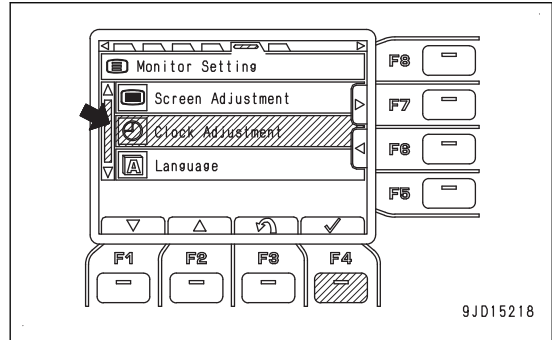 Monitor Setting
Screen Adjustment
Clock Adjustment
Language
F8
F7
F6
F5
F1 F2 F3 F4
9JD15218